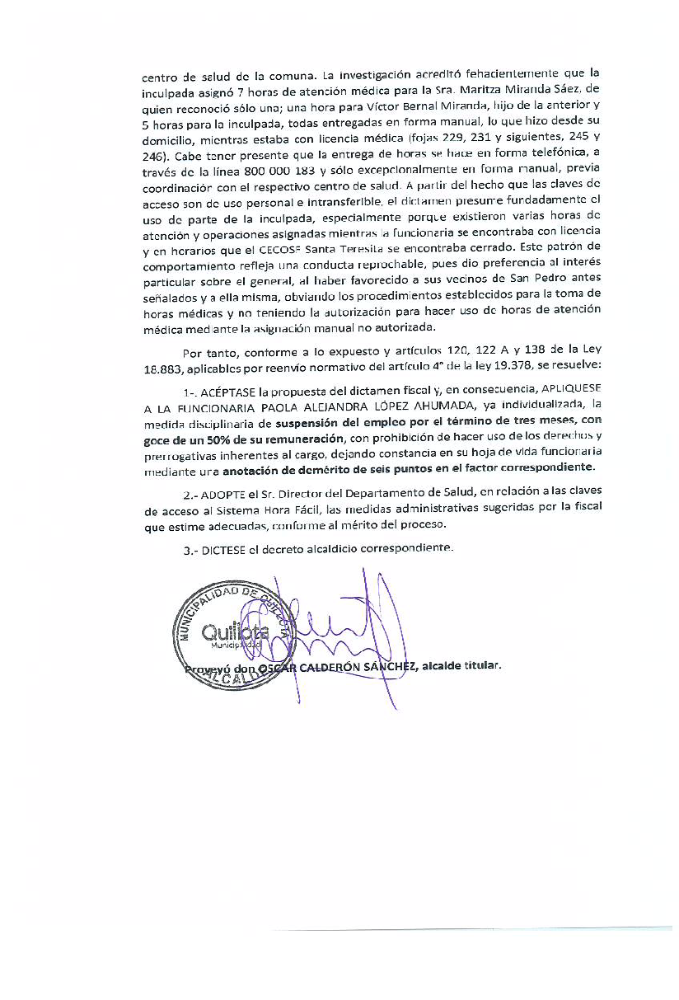 centro de salud de la comuna. La investigación acreditó fehacientemente que la
inculpada asignó 7 horas de atención médica para la Sra. Maritza Miranda Sáez, de
quien reconoció sólo una; una hora para Víctor Bernal Miranda, hijo de la anterior y
5 horas para la inculpada, todas entregadas en forma manual, lo que hizo desde su
domicilio, mientras estaba con licencia médica (fojas 229, 231 y siguientes, 245 y
246). Cabe tener presente que la entrega de horas se hace en forma telefónica, a
través de la línea 800 000 183 y sólo excepcionalmente en forma manual, previa
coordinación con el respectivo centro de salud. A partir del hecho que las claves de
acceso son de uso personal e intransferible, el dictamen presume fundadamente el
uso de parte de la inculpada, especialmente porque existieron varias horas de
atención y operaciones asignadas mientras la funcionaria se encontraba con licencia
y en horarios que el CECOSF Santa Teresita se encontraba cerrado. Este patrón de
comportamiento refleja una conducta reprochable, pues dio preferencia al interés
particular sobre el general, al haber favorecido a sus vecinos de San Pedro antes
señalados y a ella misma, obviando los procedimientos establecidos para la toma de
horas médicas y no teniendo la autorización para hacer uso de horas de atención
médica mediante la asignación manual no autorizada.
Por tanto, conforme a lo expuesto y artículos 120, 122 A y 138 de la Ley
18.883, aplicables por reenvío normativo del artículo 4° de la ley 19.378, se resuelve:
1-. ACÉPTASE la propuesta del dictamen fiscal y, en consecuencia, APLIQUESE
A LA FUNCIONARIA PAOLA ALEJANDRA LÓPEZ AHUMADA, ya individualizada, la
medida disciplinaria de suspensión del empleo por el término de tres meses, con
goce de un 50% de su remuneración, con prohibición de hacer uso de los derechos y
prerrogativas inherentes al cargo, dejando constancia en su hoja de vida funcionaria
mediante una anotación de demérito de seis puntos en el factor correspondiente.
2.- ADOPTE el Sr. Director del Departamento de Salud, en relación a las claves
de acceso al Sistema Hora Fácil, las medidas administrativas sugeridas por la fiscal
que estime adecuadas, conforme al mérito del proceso.
3.- DICTESE el decreto alcaldicio correspondiente.
MUNICIPALIDAD DE QUILLOTA
Quillota
Municipalidad
Proveyó don OSCAR CALDERÓN SÁNCHEZ, alcalde titular.
ALCALDE